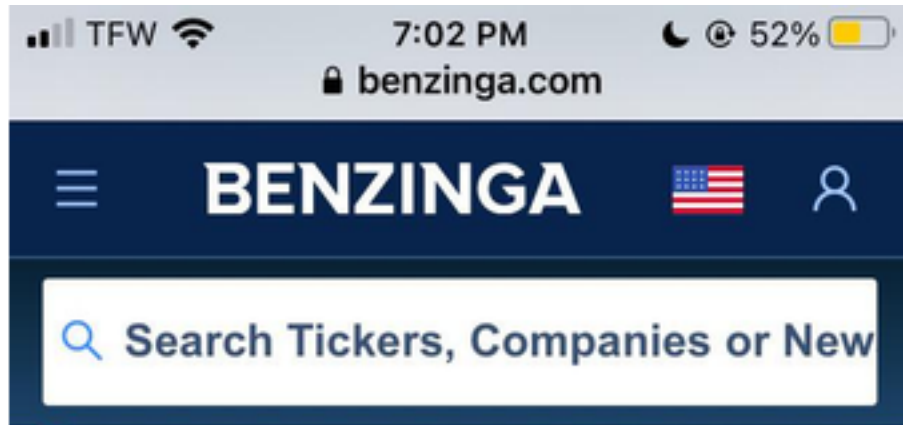 TFW 7:02 PM 52%
benzinga.com
BENZINGA
Search Tickers, Companies or New